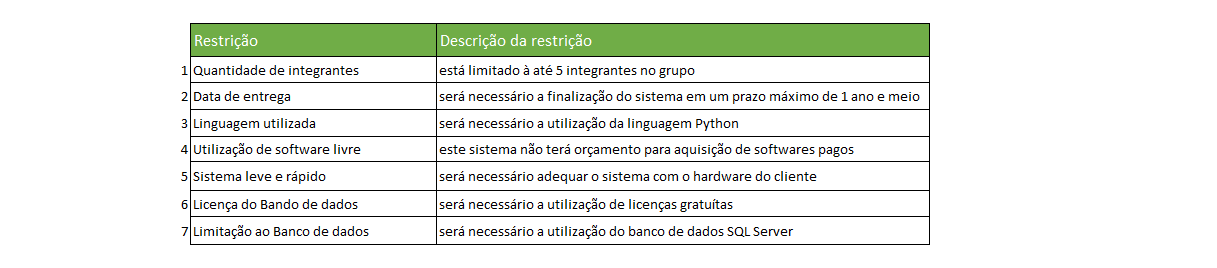 Restrição Descrição da restrição
1 Quantidade de integrantes está limitado à até 5 integrantes no grupo
2 Data de entrega será necessário a finalização do sistema em um prazo máximo de 1 ano e meio
3 Linguagem utilizada será necessário a utilização da linguagem Python
4 Utilização de software livre este sistema não terá orçamento para aquisição de softwares pagos
5 Sistema leve e rápido será necessário adequar o sistema com o hardware do cliente
6 Licença do Bando de dados será necessário a utilização de licenças gratuítas
7 Limitação ao Banco de dados será necessário a utilização do banco de dados SQL Server